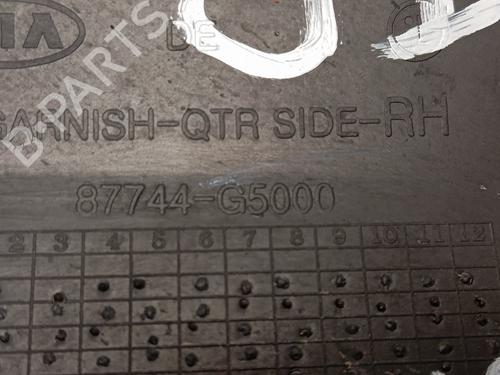 KIA DE
GARNISH-QTR SIDE-RH
87744-G5000
2 3 4 5 6 7 8 9 10 11 12
B-PARTS